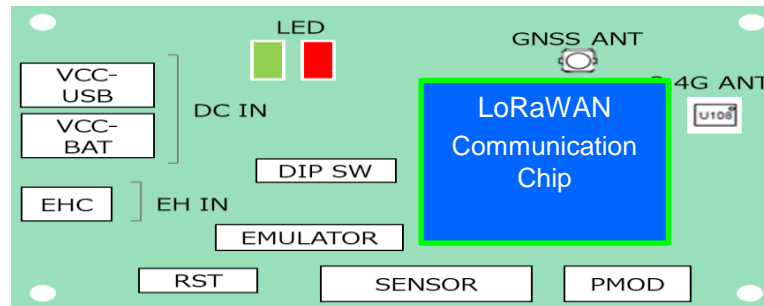 LED
GNSS ANT
VCC-
USB
DC IN
VCC-
BAT
4G ANT
U108
LoRaWAN
Communication
Chip
DIP SW
EHC
EH IN
EMULATOR
RST
SENSOR
PMOD